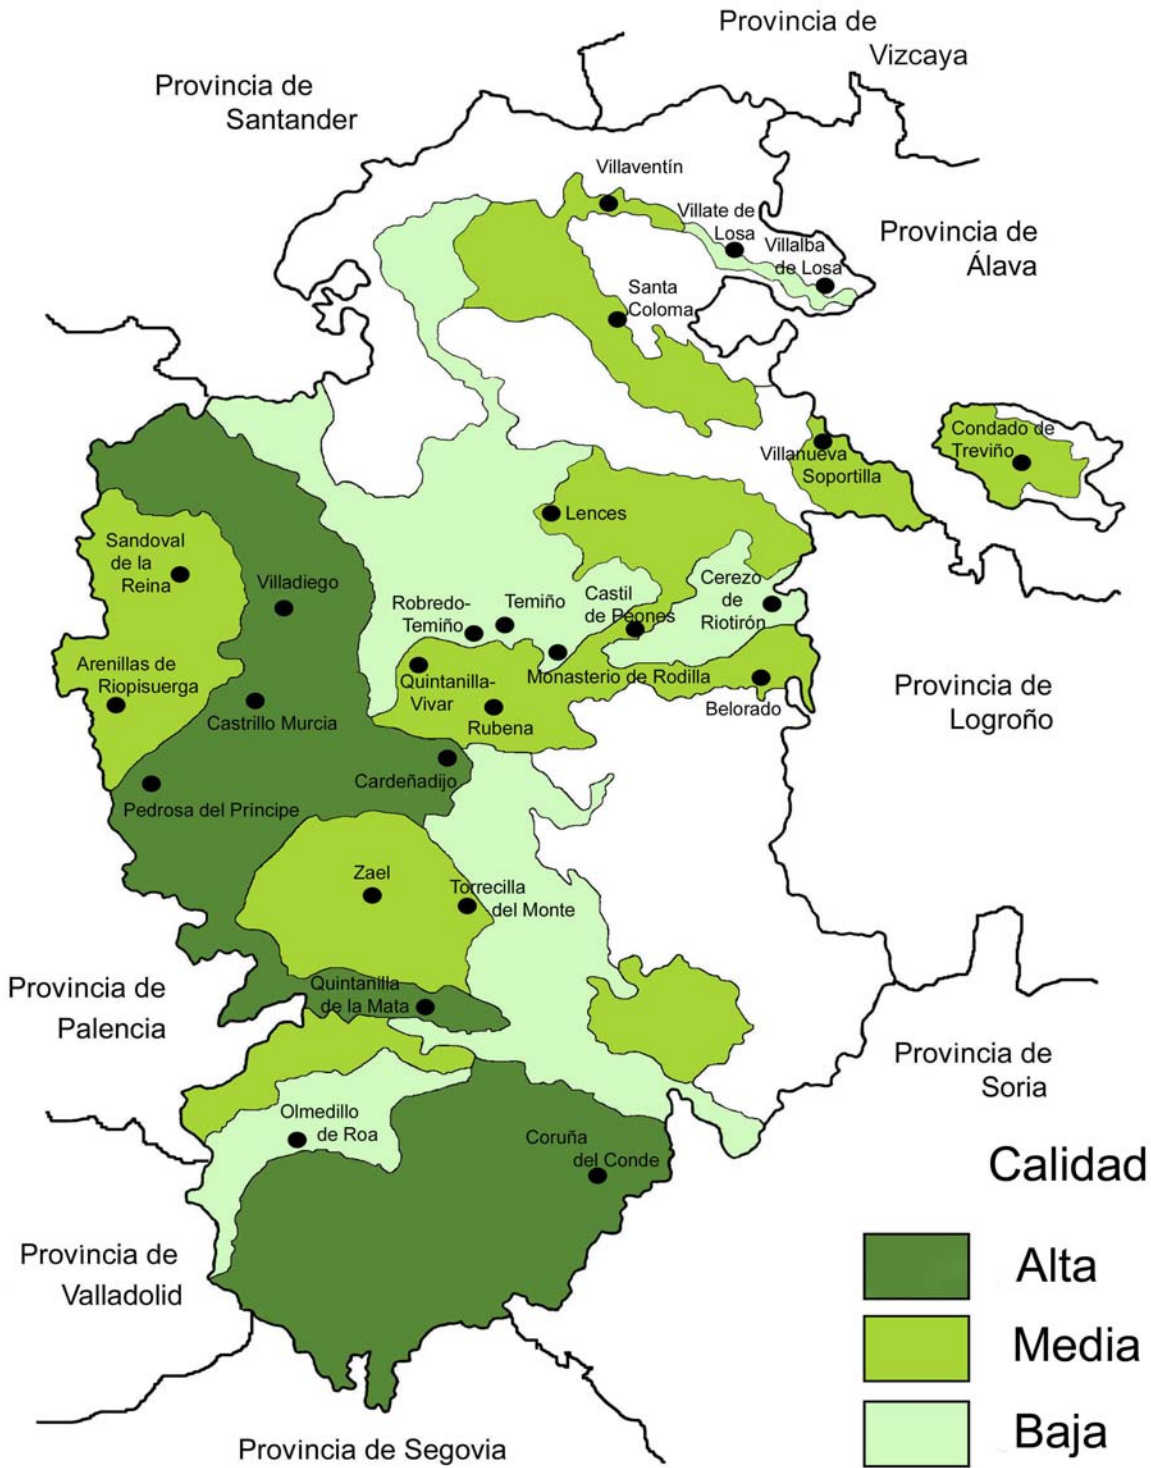 Provincia de
Vizcaya
Provincia de
Santander
Villaventín
Villate de
Losa
Villalba
de Losa
Provincia de
Álava
Santa
Coloma
Condado de
Treviño
Villanueva
Soportilla
Lences
Sandoval
de la
Reina
Villadiego
Robredo-
Temiño
Temiño
Castil
de Peones
Cerezo
de
Riotirón
Arenillas de
Riopisuerga
Quintanilla-
Vivar
Monasterio de Rodilla
Belorado
Provincia de
Logroño
Castrillo Murcia
Rubena
Cardeñadijo
Pedrosa del Príncipe
Zael
Torrecilla
del Monte
Quintanilla
de la Mata
Provincia de
Palencia
Provincia de
Soria
Olmedillo
de Roa
Coruña
del Conde
Provincia de
Valladolid
Provincia de Segovia
Calidad
Alta
Media
Baja